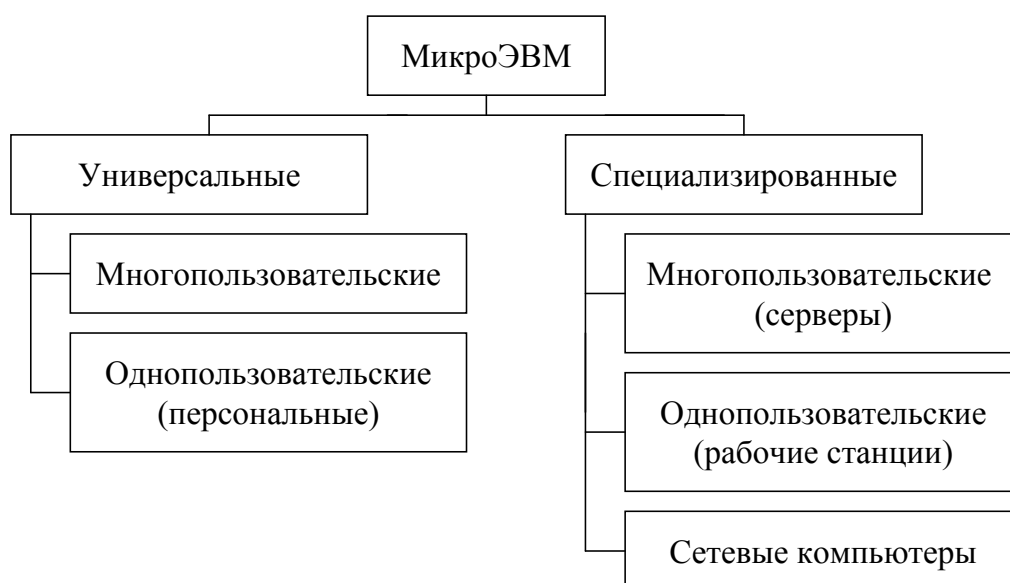 МикроЭВМ
Универсальные
Многопользовательские
Однопользовательские
(персональные)
Специализированные
Многопользовательские
(серверы)
Однопользовательские
(рабочие станции)
Сетевые компьютеры